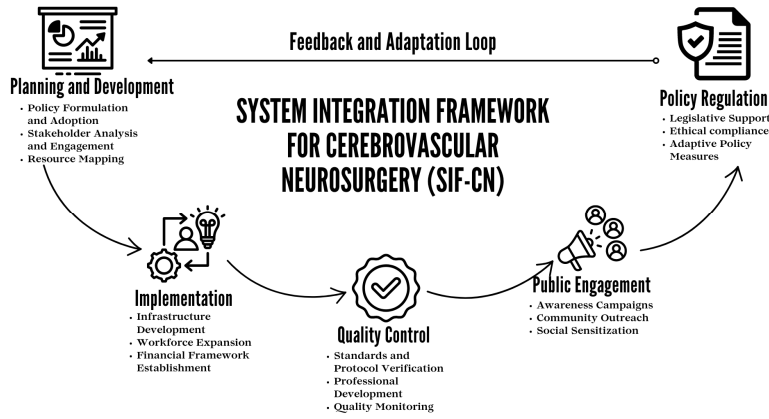 Feedback and Adaptation Loop
Planning and Development
• Policy Formulation
and Adoption
• Stakeholder Analysis
and Engagement
• Resource Mapping
SYSTEM INTEGRATION FRAMEWORK
FOR CEREBROVASCULAR
NEUROSURGERY (SIF-CN)
Policy Regulation
• Legislative Support
• Ethical compliance
• Adaptive Policy
Measures
Implementation
• Infrastructure
Development
• Workforce Expansion
• Financial Framework
Establishment
Quality Control
• Standards and
Protocol Verification
• Professional
Development
• Quality Monitoring
Public Engagement
• Awareness Campaigns
• Community Outreach
• Social Sensitization